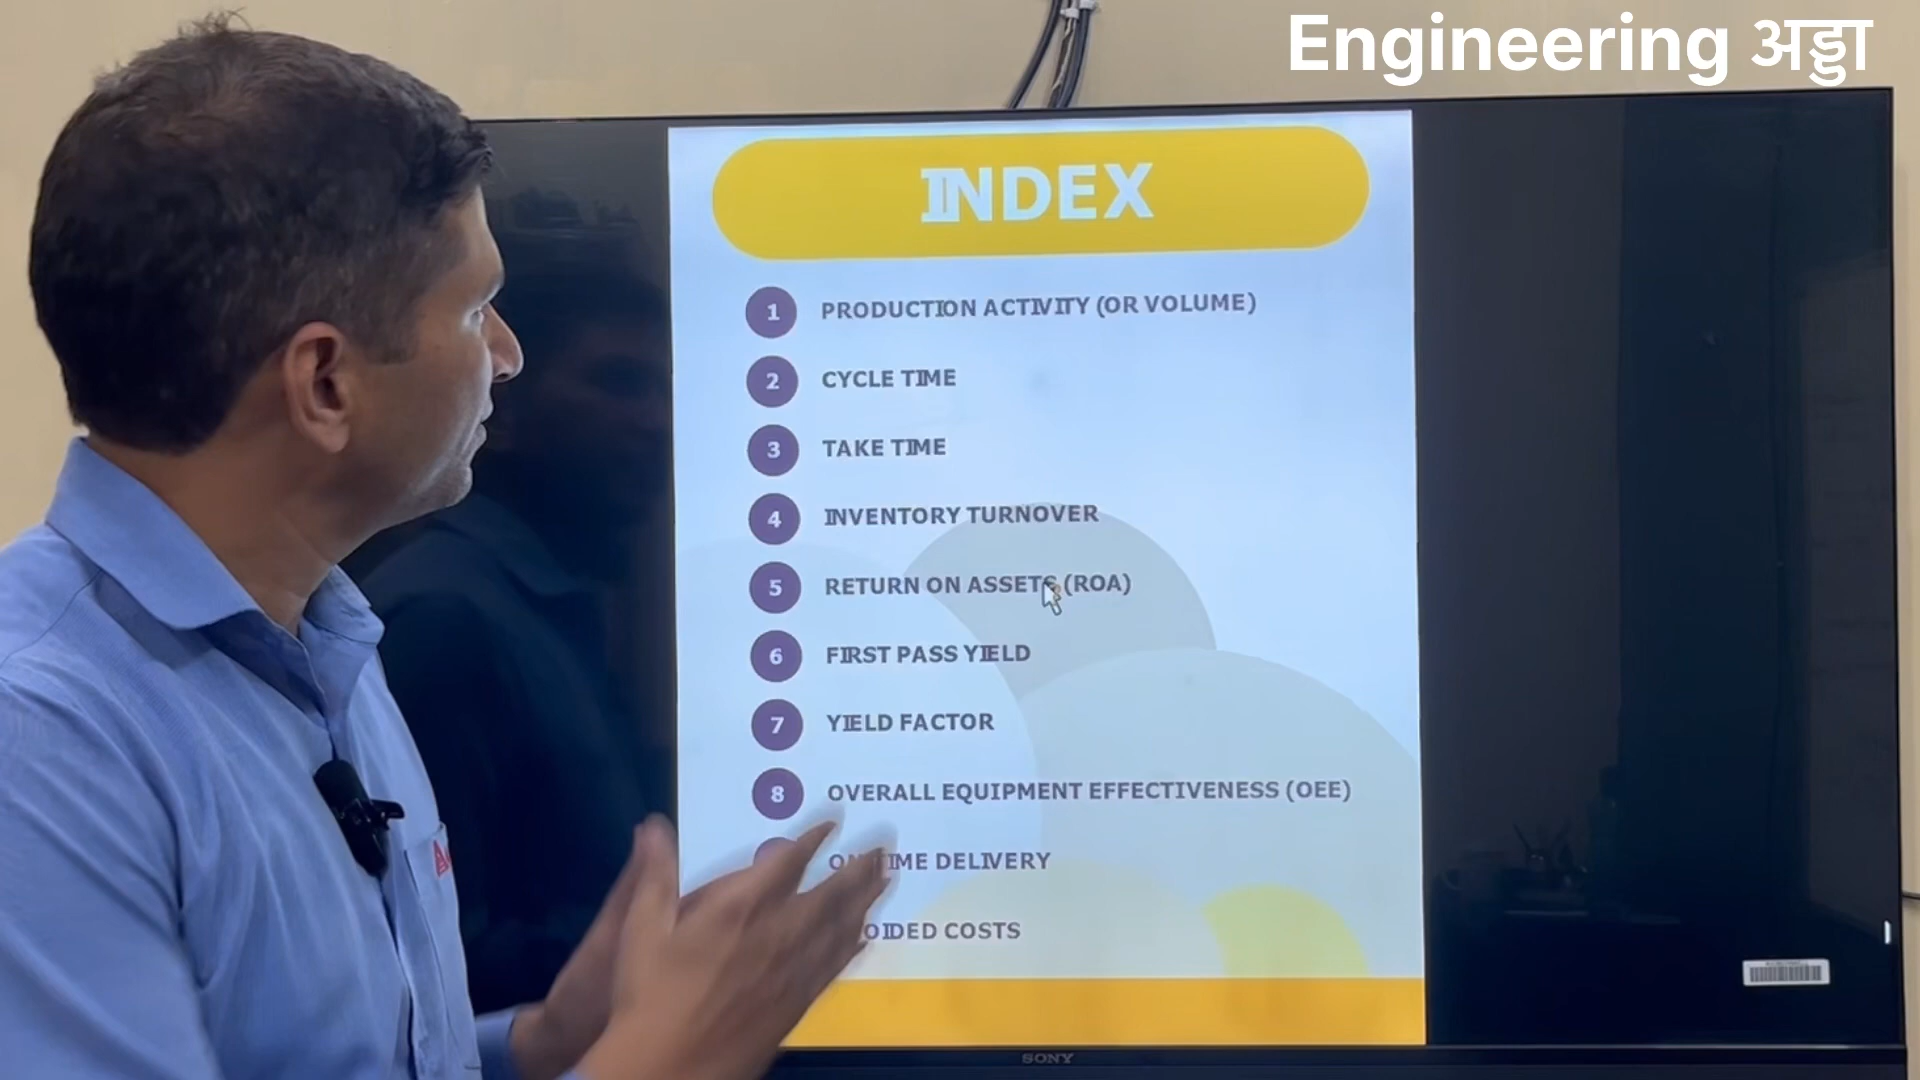 Engineering अड्डा
INDEX
1 PRODUCTION ACTIVITY (OR VOLUME)
2 CYCLE TIME
3 TAKE TIME
4 INVENTORY TURNOVER
5 RETURN ON ASSETS (ROA)
6 FIRST PASS YIELD
7 YIELD FACTOR
8 OVERALL EQUIPMENT EFFECTIVENESS (OEE)
DELIVERY
COSTS
SONY